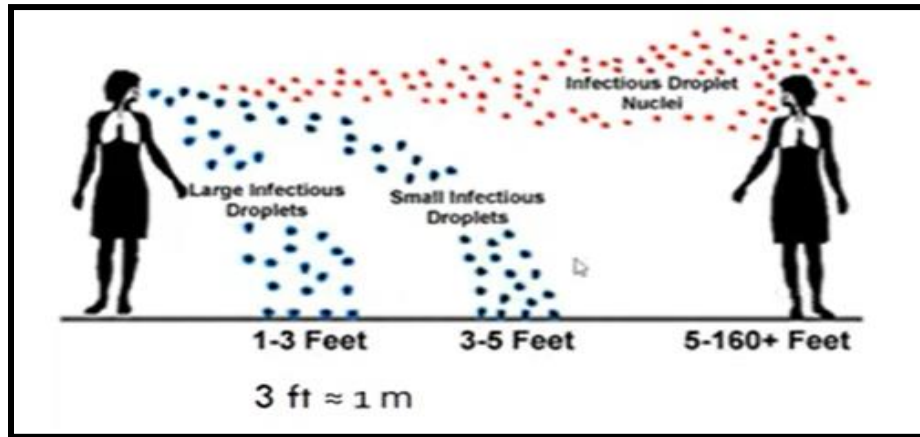 Infectious Droplet
Nuclei
Large Infectious
Droplets
Small Infectious
Droplets
1-3 Feet
3-5 Feet
5-160+ Feet
3 ft ≈ 1 m